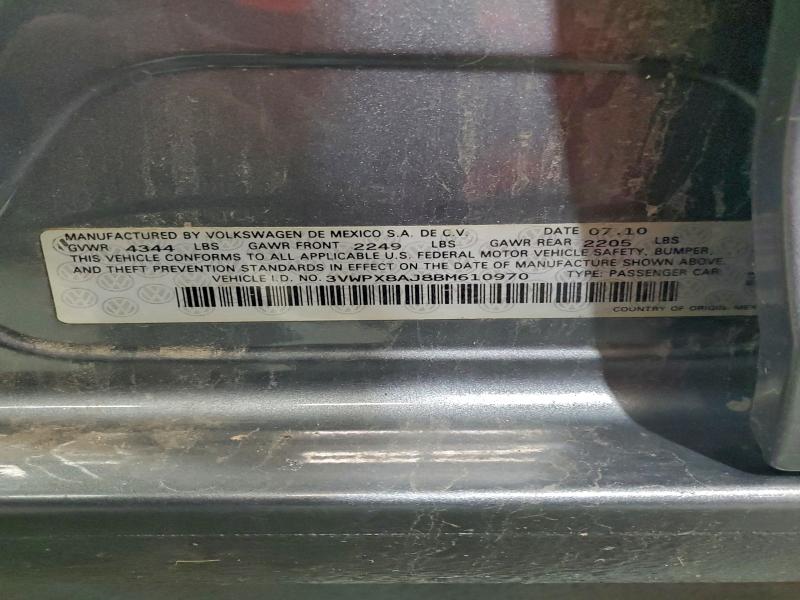 MANUFACTURED BY VOLKSWAGEN DE MEXICO S.A. DE C.V. DATE 07.10
GVWR 4344 LBS GAWR FRONT 2249 LBS GAWR REAR 2205 LBS
THIS VEHICLE CONFORMS TO ALL APPLICABLE U.S. FEDERAL MOTOR VEHICLE SAFETY, BUMPER,
AND THEFT PREVENTION STANDARDS IN EFFECT ON THE DATE OF MANUFACTURE SHOWN ABOVE.
VEHICLE I.D. NO. 3VWPX8AJ8BM610970 TYPE: PASSENGER CAR
COUNTRY OF ORIGIN: MEX